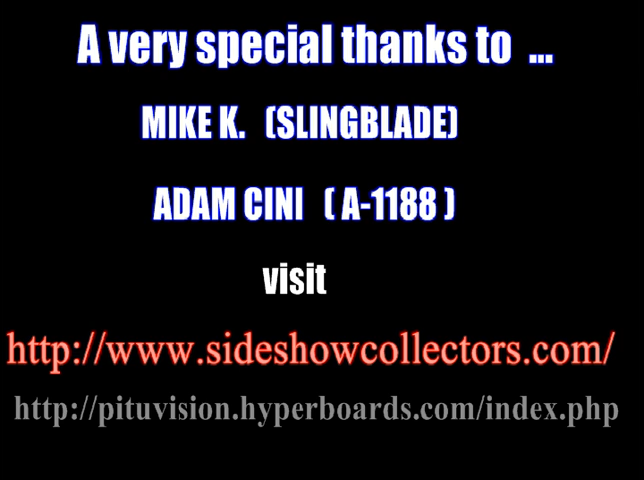 A very special thanks to ...
MIKE K. (SLINGBLADE)
ADAM CINI ( A-1188 )
visit
http://www.sideshowcollectors.com/
http://pituvision.hyperboards.com/index.php